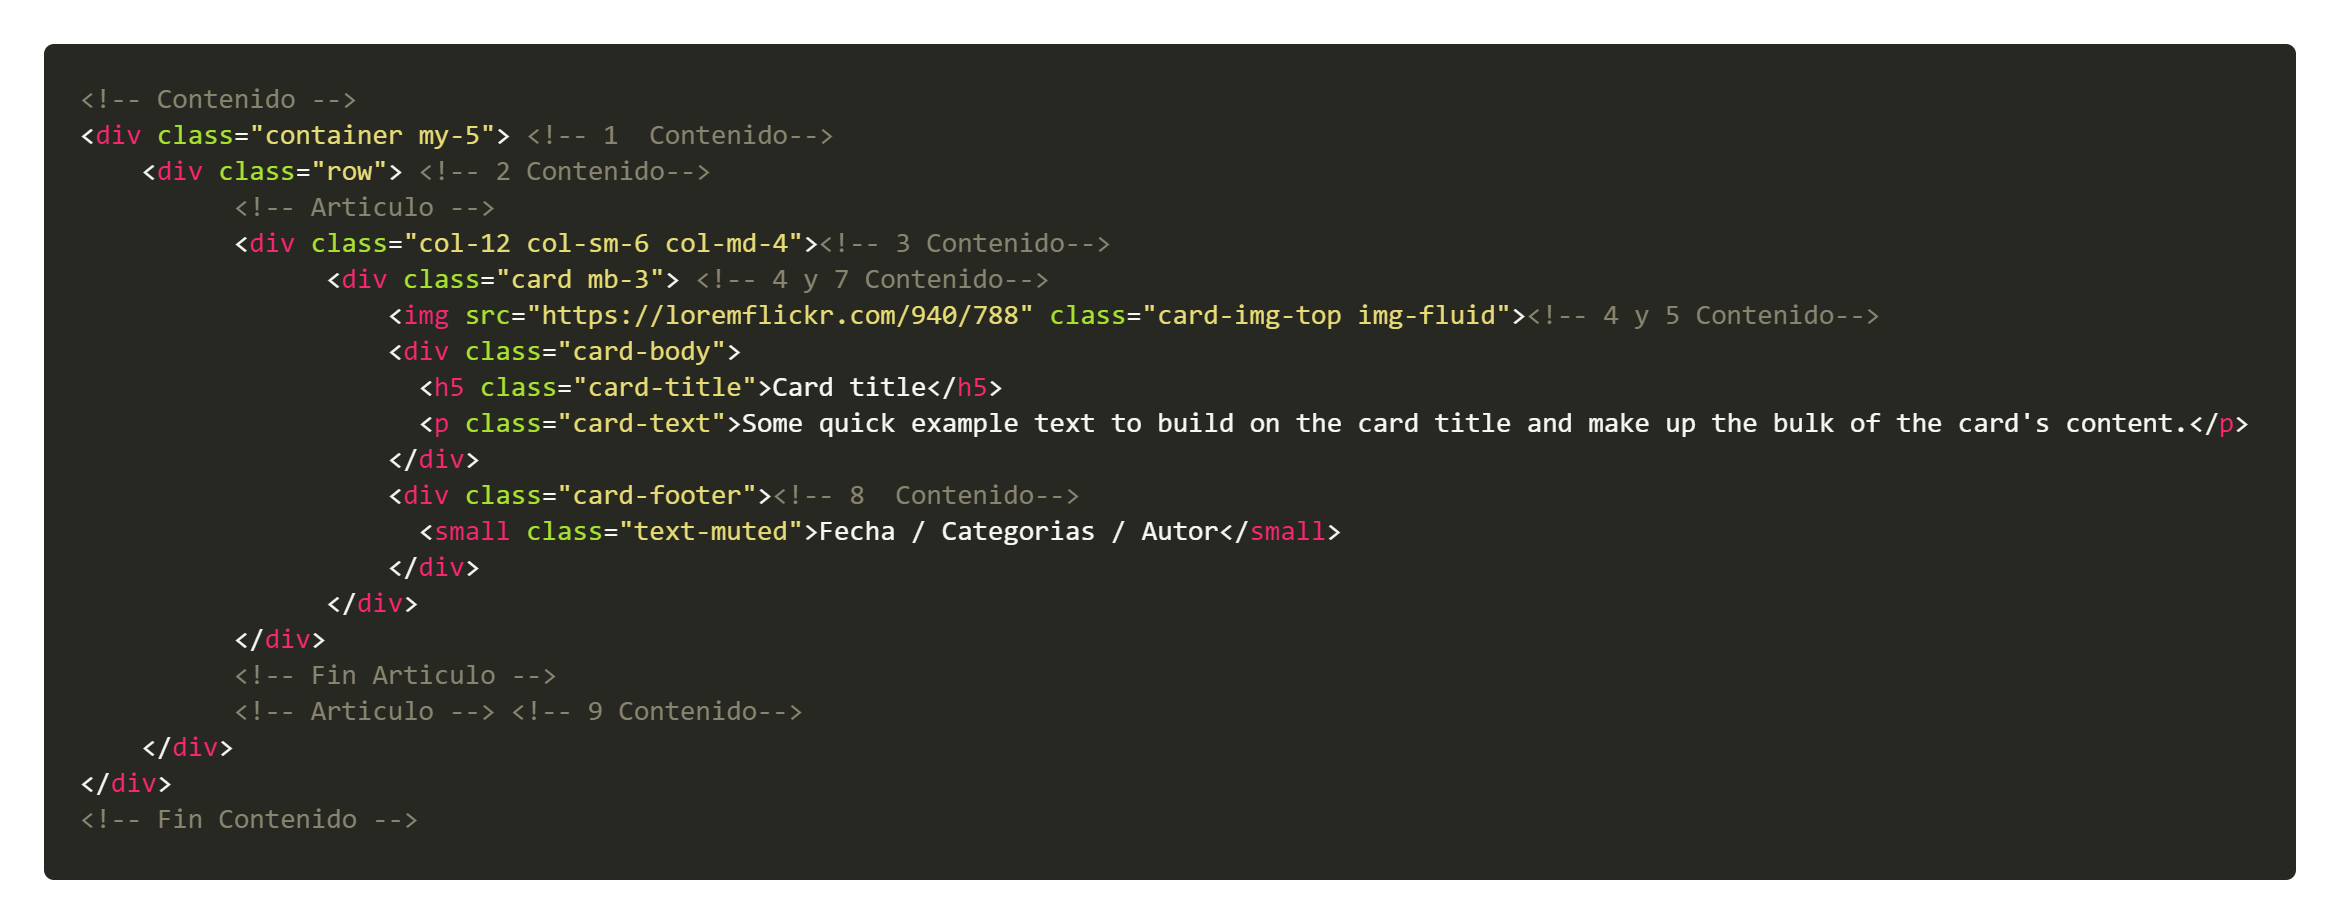 <!-- Contenido -->
<div class="container my-5"> <!-- 1  Contenido-->
    <div class="row"> <!-- 2 Contenido-->
          <!-- Articulo -->
          <div class="col-12 col-sm-6 col-md-4"><!-- 3 Contenido-->
                <div class="card mb-3"> <!-- 4 y 7 Contenido-->
                    <img src="https://loremflickr.com/940/788" class="card-img-top img-fluid"><!-- 4 y 5 Contenido-->
                    <div class="card-body">
                      <h5 class="card-title">Card title</h5>
                      <p class="card-text">Some quick example text to build on the card title and make up the bulk of the card's content.</p>
                    </div>
                    <div class="card-footer"><!-- 8  Contenido-->
                      <small class="text-muted">Fecha / Categorias / Autor</small>
                    </div>
                </div>
          </div>
          <!-- Fin Articulo -->
          <!-- Articulo --> <!-- 9 Contenido-->
    </div>
</div>
<!-- Fin Contenido -->